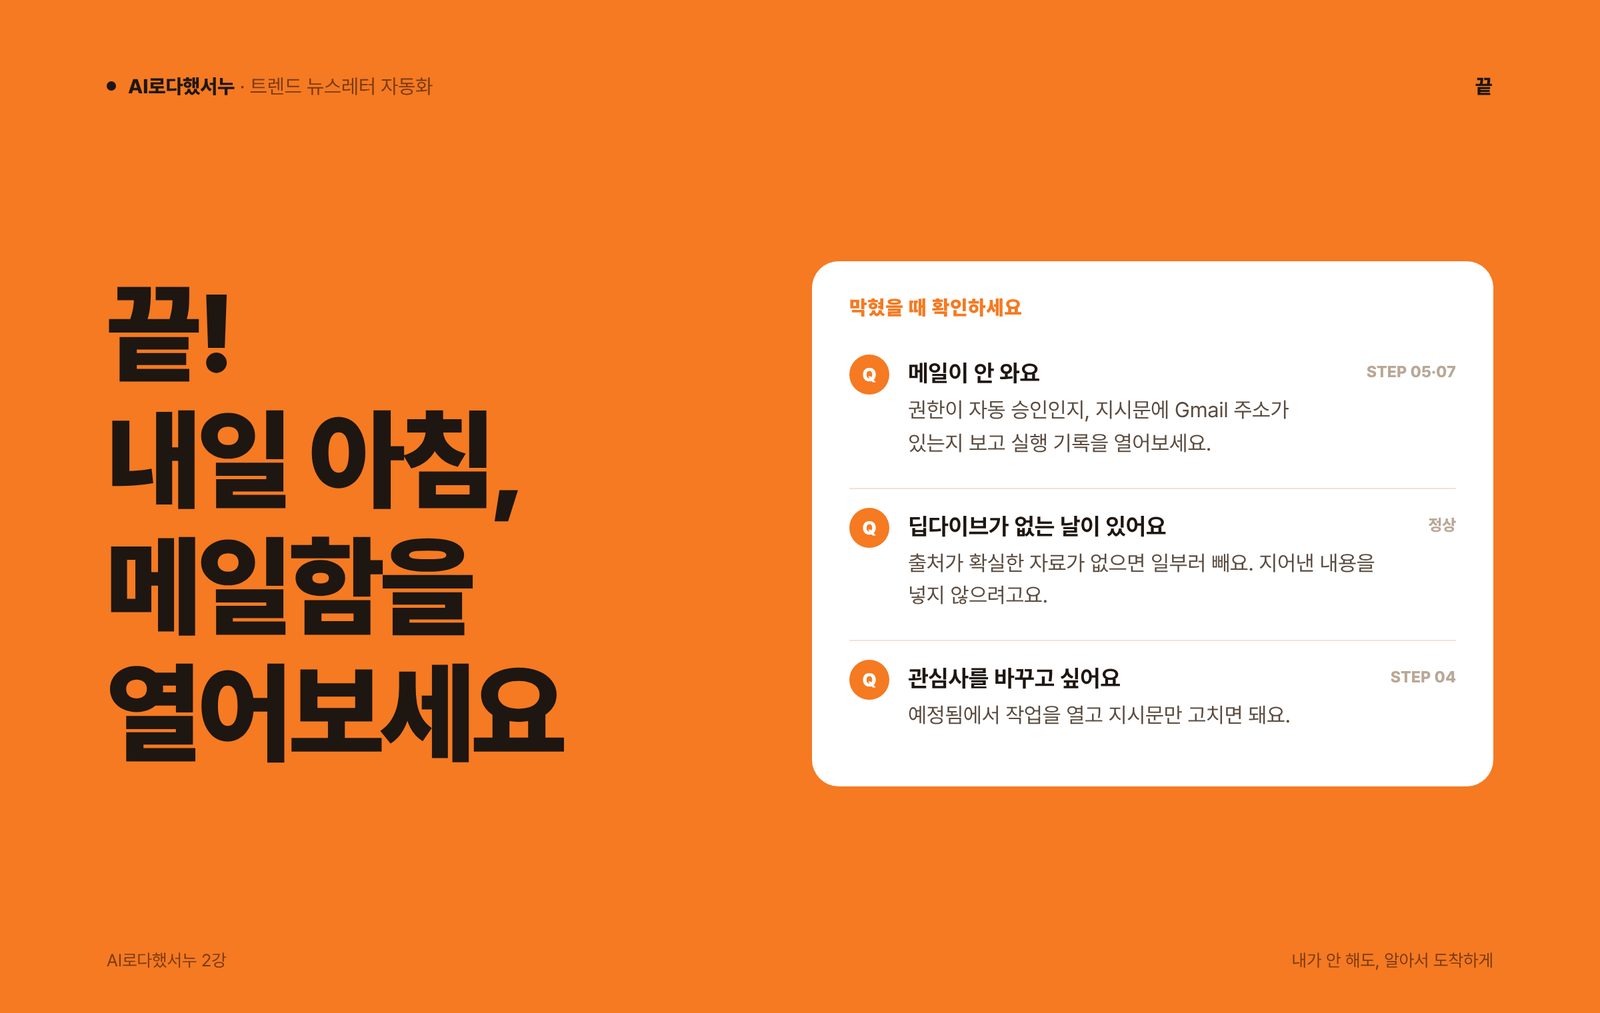 AI로다했서누 · 트렌드 뉴스레터 자동화
끝
끝!
내일 아침,
메일함을
열어보세요
막혔을 때 확인하세요
Q 메일이 안 와요 STEP 05·07
권한이 자동 승인인지, 지시문에 Gmail 주소가
있는지 보고 실행 기록을 열어보세요.
Q 딥다이브가 없는 날이 있어요 정상
출처가 확실한 자료가 없으면 일부러 빼요. 지어낸 내용을
넣지 않으려고요.
Q 관심사를 바꾸고 싶어요 STEP 04
예정됨에서 작업을 열고 지시문만 고치면 돼요.
AI로다했서누 2강
내가 안 해도, 알아서 도착하게